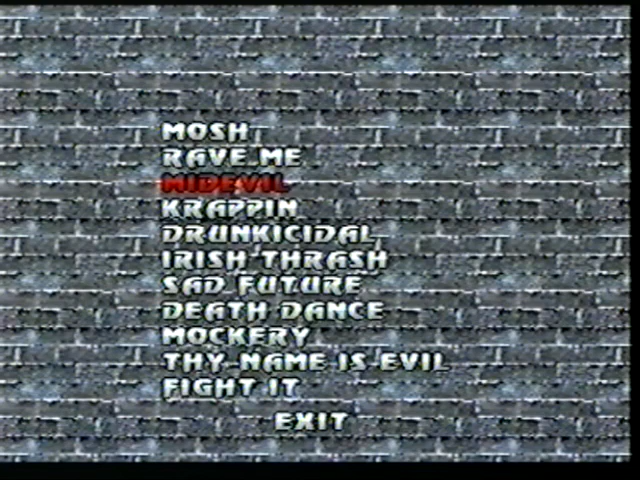 MOSH
RAVE ME
MIDEVIL
KRAPPIN
DRUNKICIDAL
IRISH THRASH
SAD FUTURE
DEATH DANCE
MOCKERY
THY NAME IS EVIL
FIGHT IT
EXIT